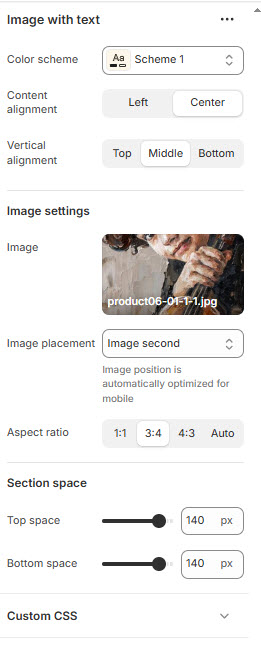 Image with text
Color scheme
Aa
Scheme 1
Content
alignment
Left
Center
Vertical
alignment
Top
Middle
Bottom
Image settings
Image
product06-01-1-1.jpg
Image placement
Image second
Image position is
automatically optimized for
mobile
Aspect ratio
1:1
3:4
4:3
Auto
Section space
Top space
140
px
Bottom space
140
px
Custom CSS